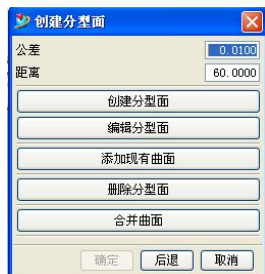 创建分型面
公差 0.0100
距离 60.0000
创建分型面
编辑分型面
添加现有曲面
删除分型面
合并曲面
确定 后退 取消